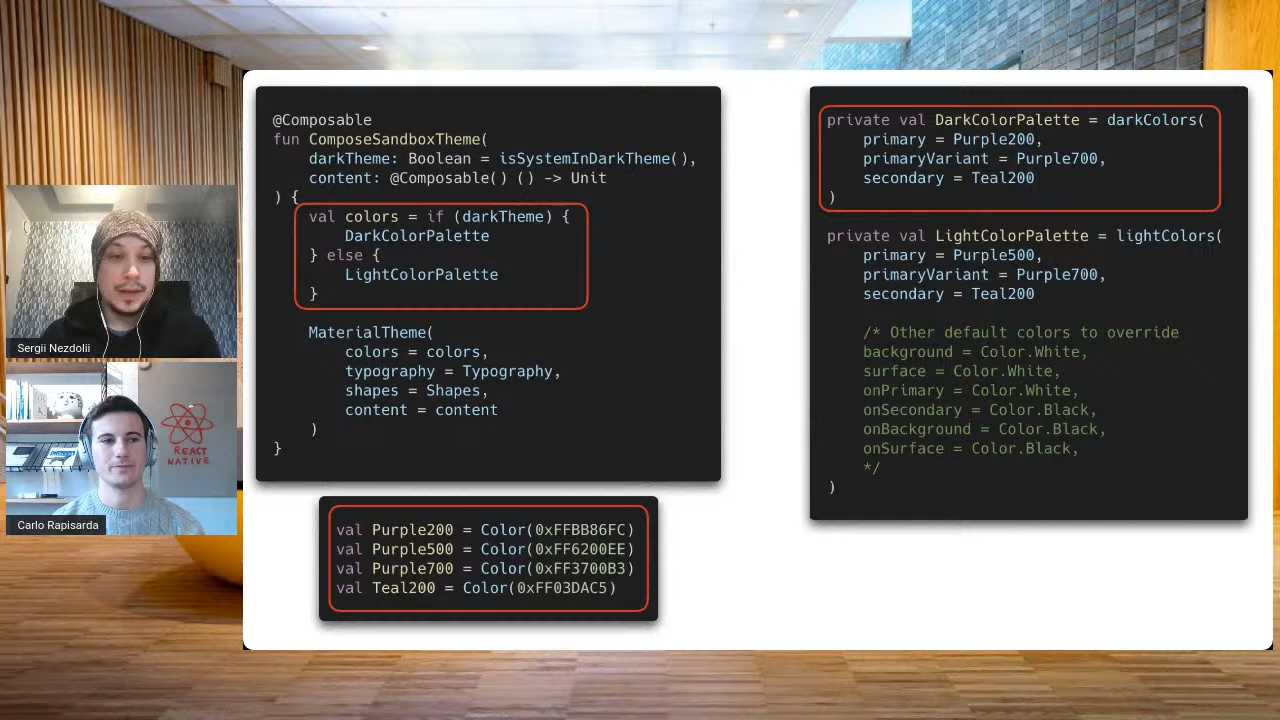 @Composable
fun ComposeSandboxTheme(
    darkTheme: Boolean = isSystemInDarkTheme(),
    content: @Composable() () -> Unit
) {
    val colors = if (darkTheme) {
        DarkColorPalette
    } else {
        LightColorPalette
    }
    MaterialTheme(
        colors = colors,
        typography = Typography,
        shapes = Shapes,
        content = content
    )
}
val Purple200 = Color(0xFFBB86FC)
val Purple500 = Color(0xFF6200EE)
val Purple700 = Color(0xFF3700B3)
val Teal200 = Color(0xFF03DAC5)
private val DarkColorPalette = darkColors(
    primary = Purple200,
    primaryVariant = Purple700,
    secondary = Teal200
)
private val LightColorPalette = lightColors(
    primary = Purple500,
    primaryVariant = Purple700,
    secondary = Teal200
    /* Other default colors to override
    background = Color.White,
    surface = Color.White,
    onPrimary = Color.White,
    onSecondary = Color.Black,
    onBackground = Color.Black,
    onSurface = Color.Black,
    */
)
Sergii Nezdolii
REACT
NATIVE
Carlo Rapisarda